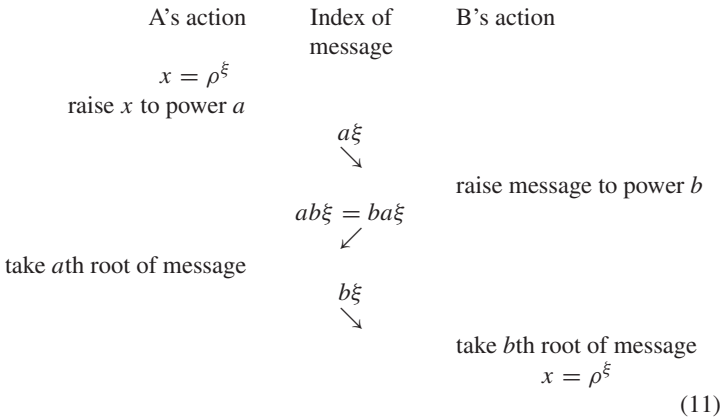 A's action Index of B's action
message
x = ρ^ξ
raise x to power a
aξ
↘
raise message to power b
abξ = baξ
↙
take ath root of message
bξ
↘
take bth root of message
x = ρ^ξ
(11)